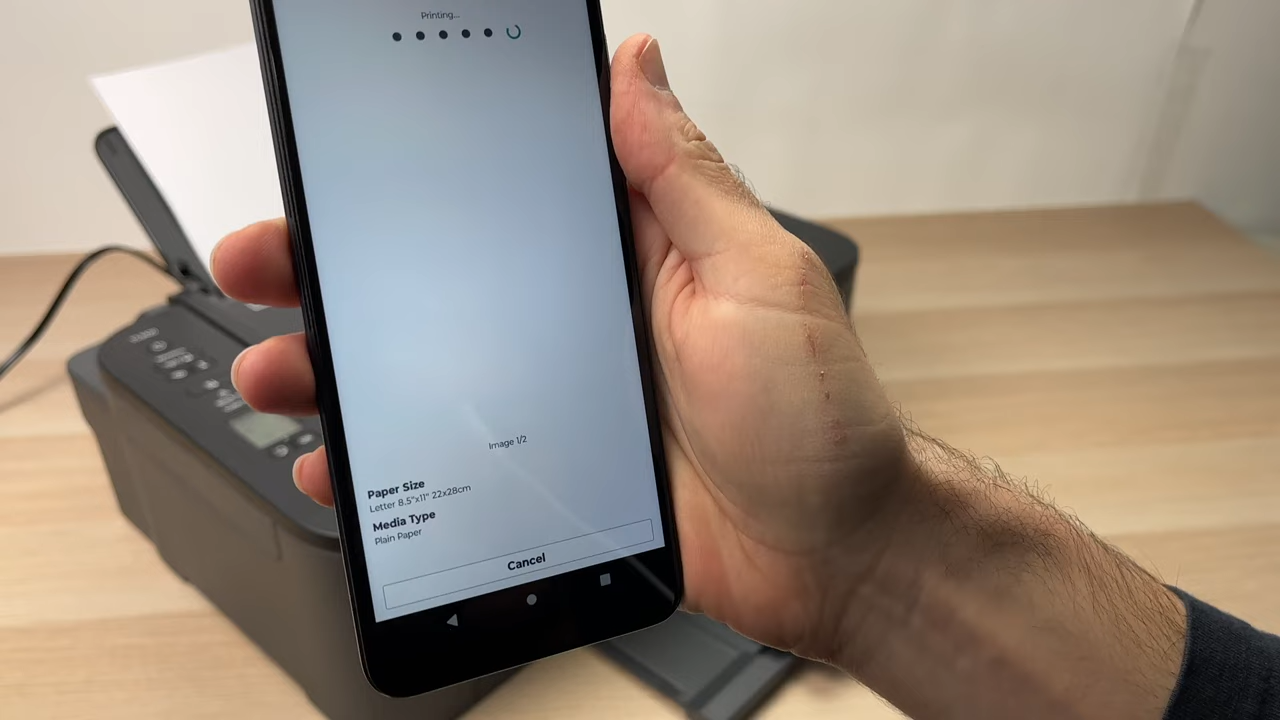 Printing...
Image 1/2
Paper Size
Letter 8.5"x11" 22x28cm
Media Type
Plain Paper
Cancel